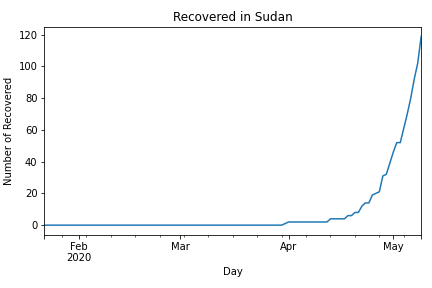 Recovered in Sudan
120
100
80
60
40
20
0
Number of Recovered
Feb
2020
Mar
Apr
May
Day